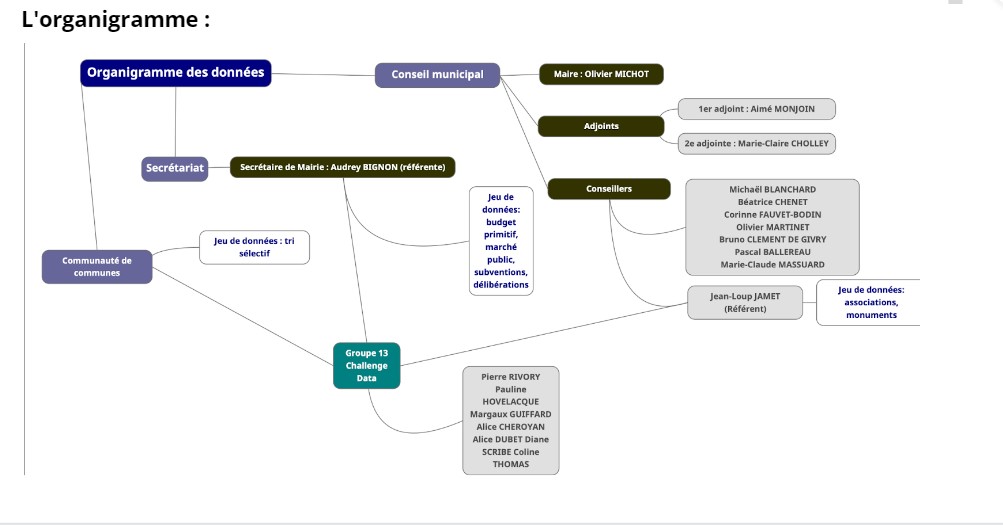 L'organigramme :
Organigramme des données
Conseil municipal
Maire : Olivier MICHOT
Adjoints
1er adjoint : Aimé MONJOIN
2e adjointe : Marie-Claire CHOLLEY
Secrétariat
Secrétaire de Mairie : Audrey BIGNON (référente)
Conseillers
Michaël BLANCHARD
Béatrice CHENET
Corinne FAUVET-BODIN
Olivier MARTINET
Bruno CLEMENT DE GIVRY
Pascal BALLEREAU
Marie-Claude MASSUARD
Jeu de
données:
budget
primitif,
marché
public,
subventions,
délibérations
Jeu de données : tri
sélectif
Communauté de
communes
Jean-Loup JAMET
(Référent)
Jeu de données:
associations,
monuments
Groupe 13
Challenge
Data
Pierre RIVORY
Pauline
HOVELACQUE
Margaux GUIFFARD
Alice CHEROYAN
Alice DUBET Diane
SCRIBE Coline
THOMAS